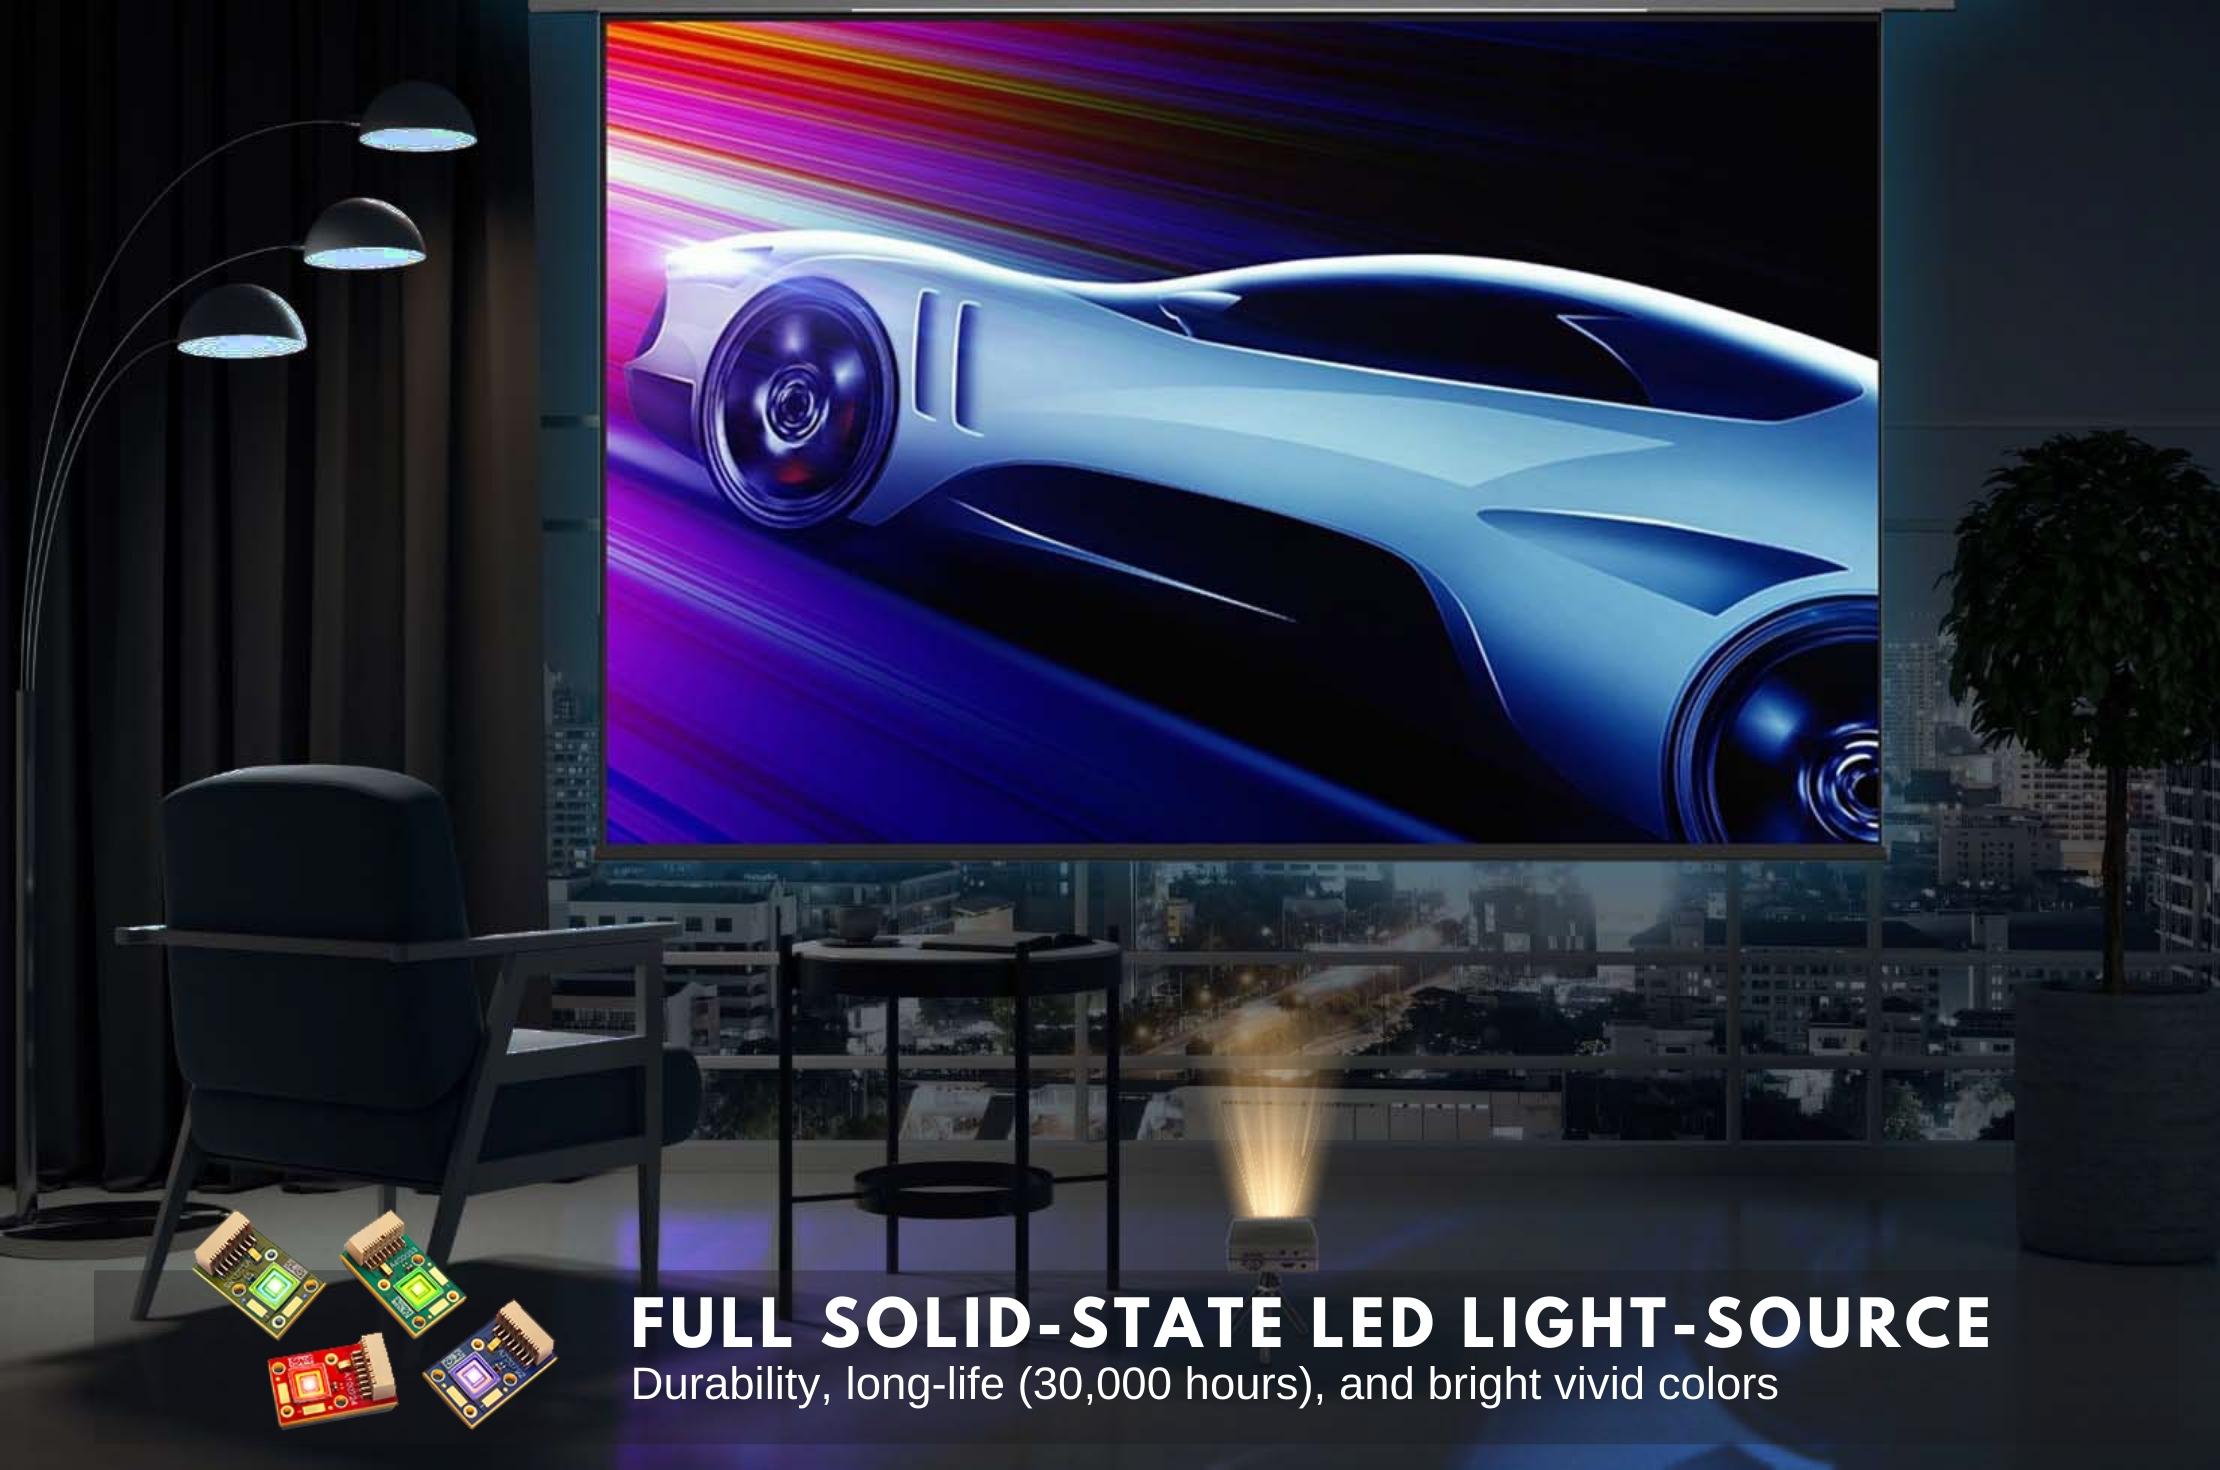 FULL SOLID-STATE LED LIGHT-SOURCE
Durability, long-life (30,000 hours), and bright vivid colors